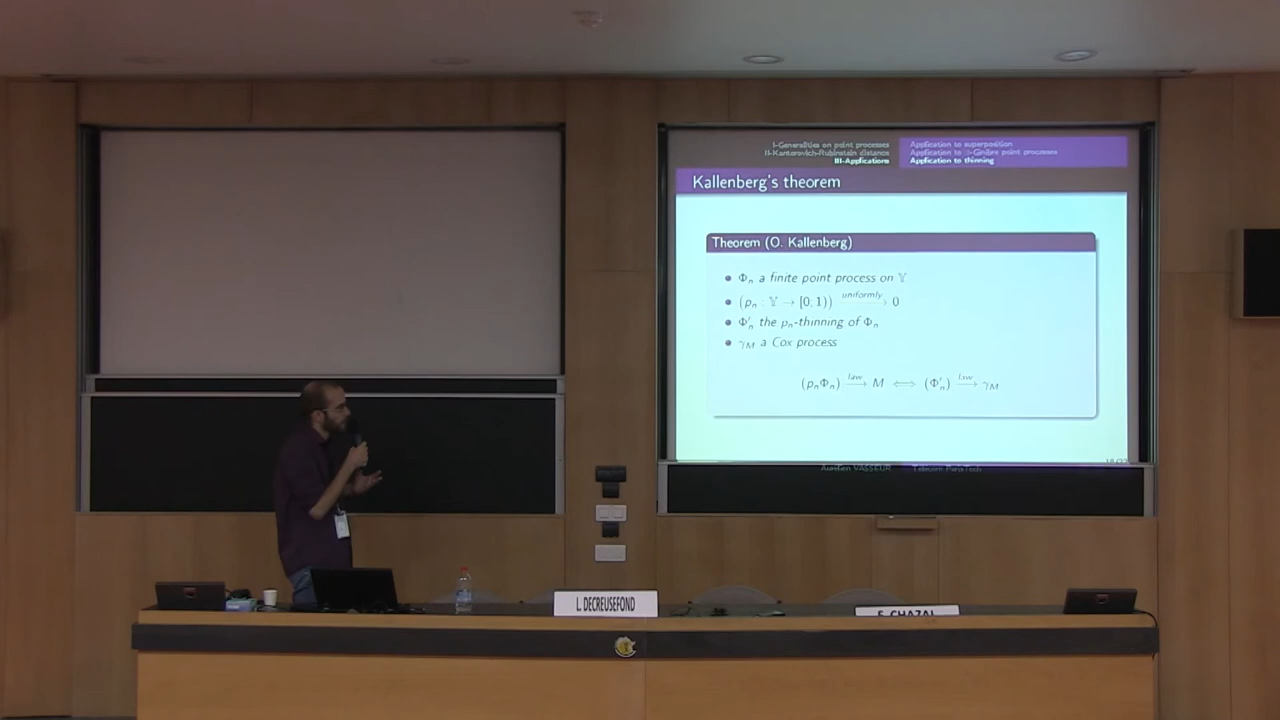 I-Generalities on point processes
II-Kantorovich-Rubinstein distance
III-Applications
Application to superposition
Application to β-Ginibre point processes
Application to thinning
Kallenberg's theorem
Theorem (O. Kallenberg)
Φₙ a finite point process on 𝕐
(pₙ : 𝕐 → [0; 1)) uniformly→ 0
Φ′ₙ the pₙ-thinning of Φₙ
γ_M a Cox process
(pₙΦₙ) law→ M ⟺ (Φ′ₙ) law→ γ_M
Aurélien VASSEUR Télécom ParisTech
L. DECREUSEFOND
F. CHAZAL